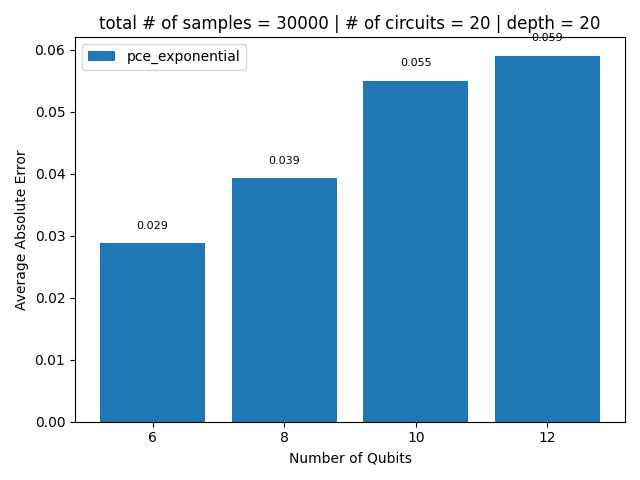 total # of samples = 30000 | # of circuits = 20 | depth = 20
pce_exponential
0.06
0.05
0.04
0.03
0.02
0.01
0.00
Average Absolute Error
0.029
0.039
0.055
0.059
6 8 10 12
Number of Qubits